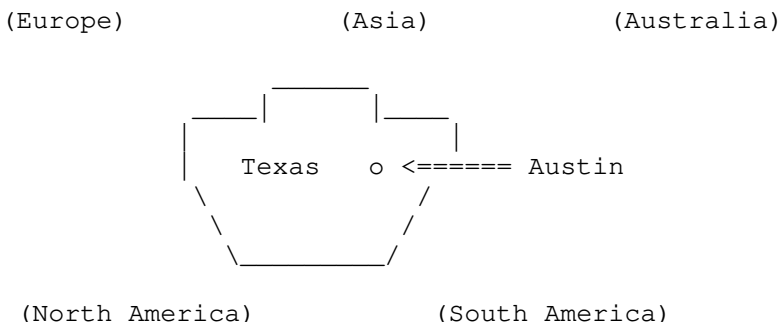 (Europe) (Asia) (Australia)
Texas o <====== Austin
(North America) (South America)